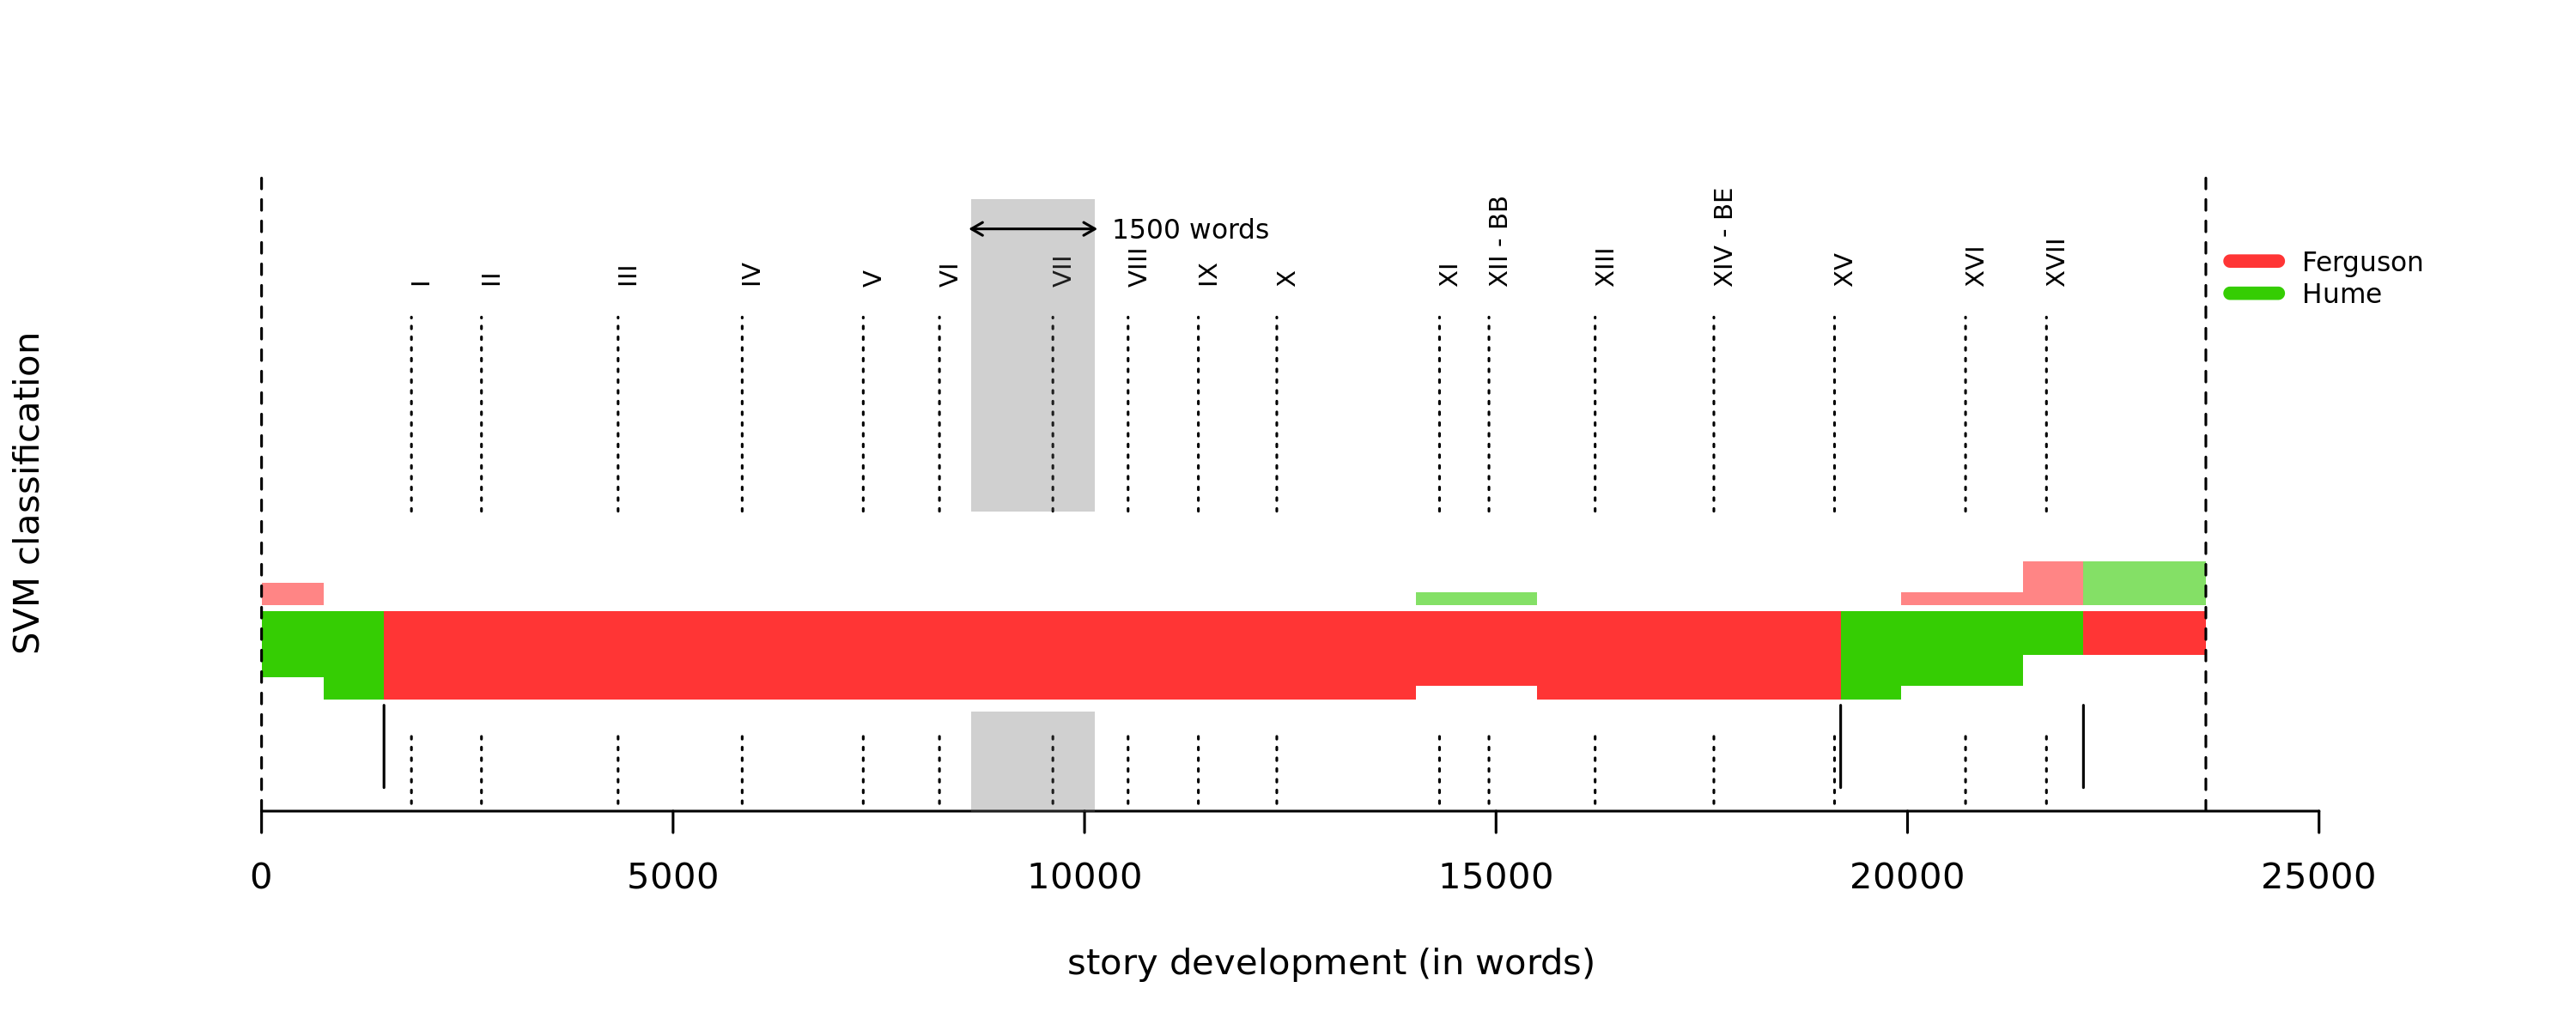 1500 words
I
II
III
IV
V
VI
VII
VIII
IX
X
XI
XII - BB
XIII
XIV - BE
XV
XVI
XVII
Ferguson
Hume
SVM classification
0
5000
10000
15000
20000
25000
story development (in words)